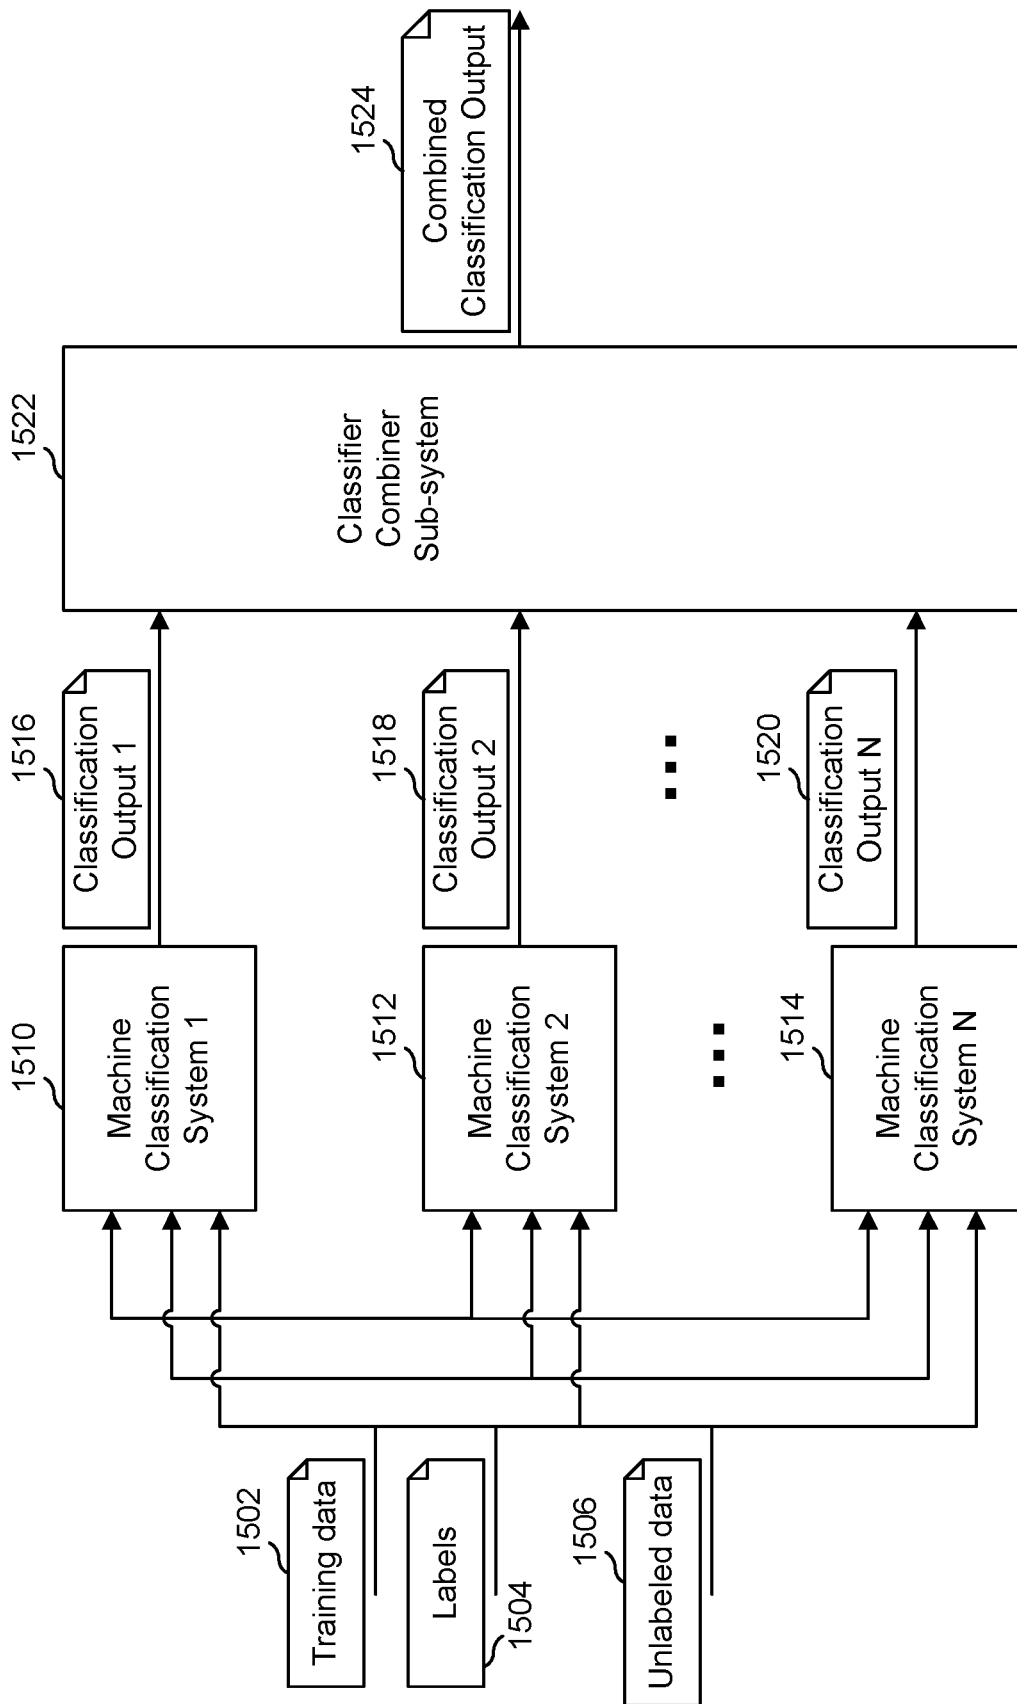 1502
Training data
Labels
1504
1506
Unlabeled data
1510
Machine
Classification
System 1
1512
Machine
Classification
System 2
1514
Machine
Classification
System N
1516
Classification
Output 1
1518
Classification
Output 2
1520
Classification
Output N
1522
Classifier
Combiner
Sub-system
1524
Combined
Classification Output